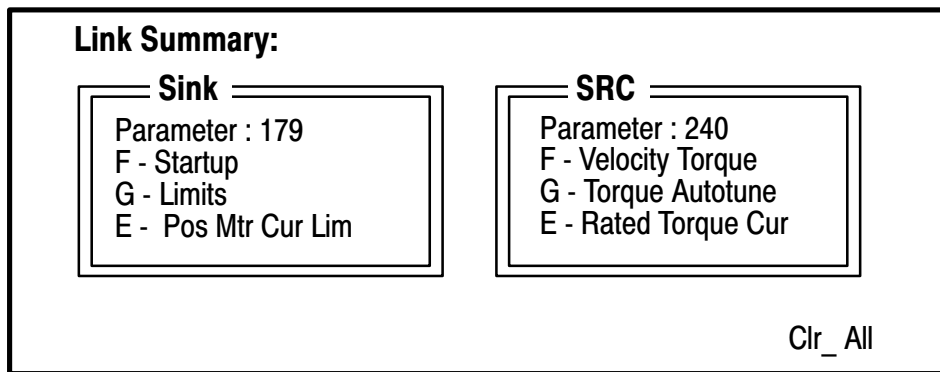 Link Summary:
Sink
Parameter : 179
F - Startup
G - Limits
E -  Pos Mtr Cur Lim
SRC
Parameter : 240
F - Velocity Torque
G - Torque Autotune
E - Rated Torque Cur
Clr_ All